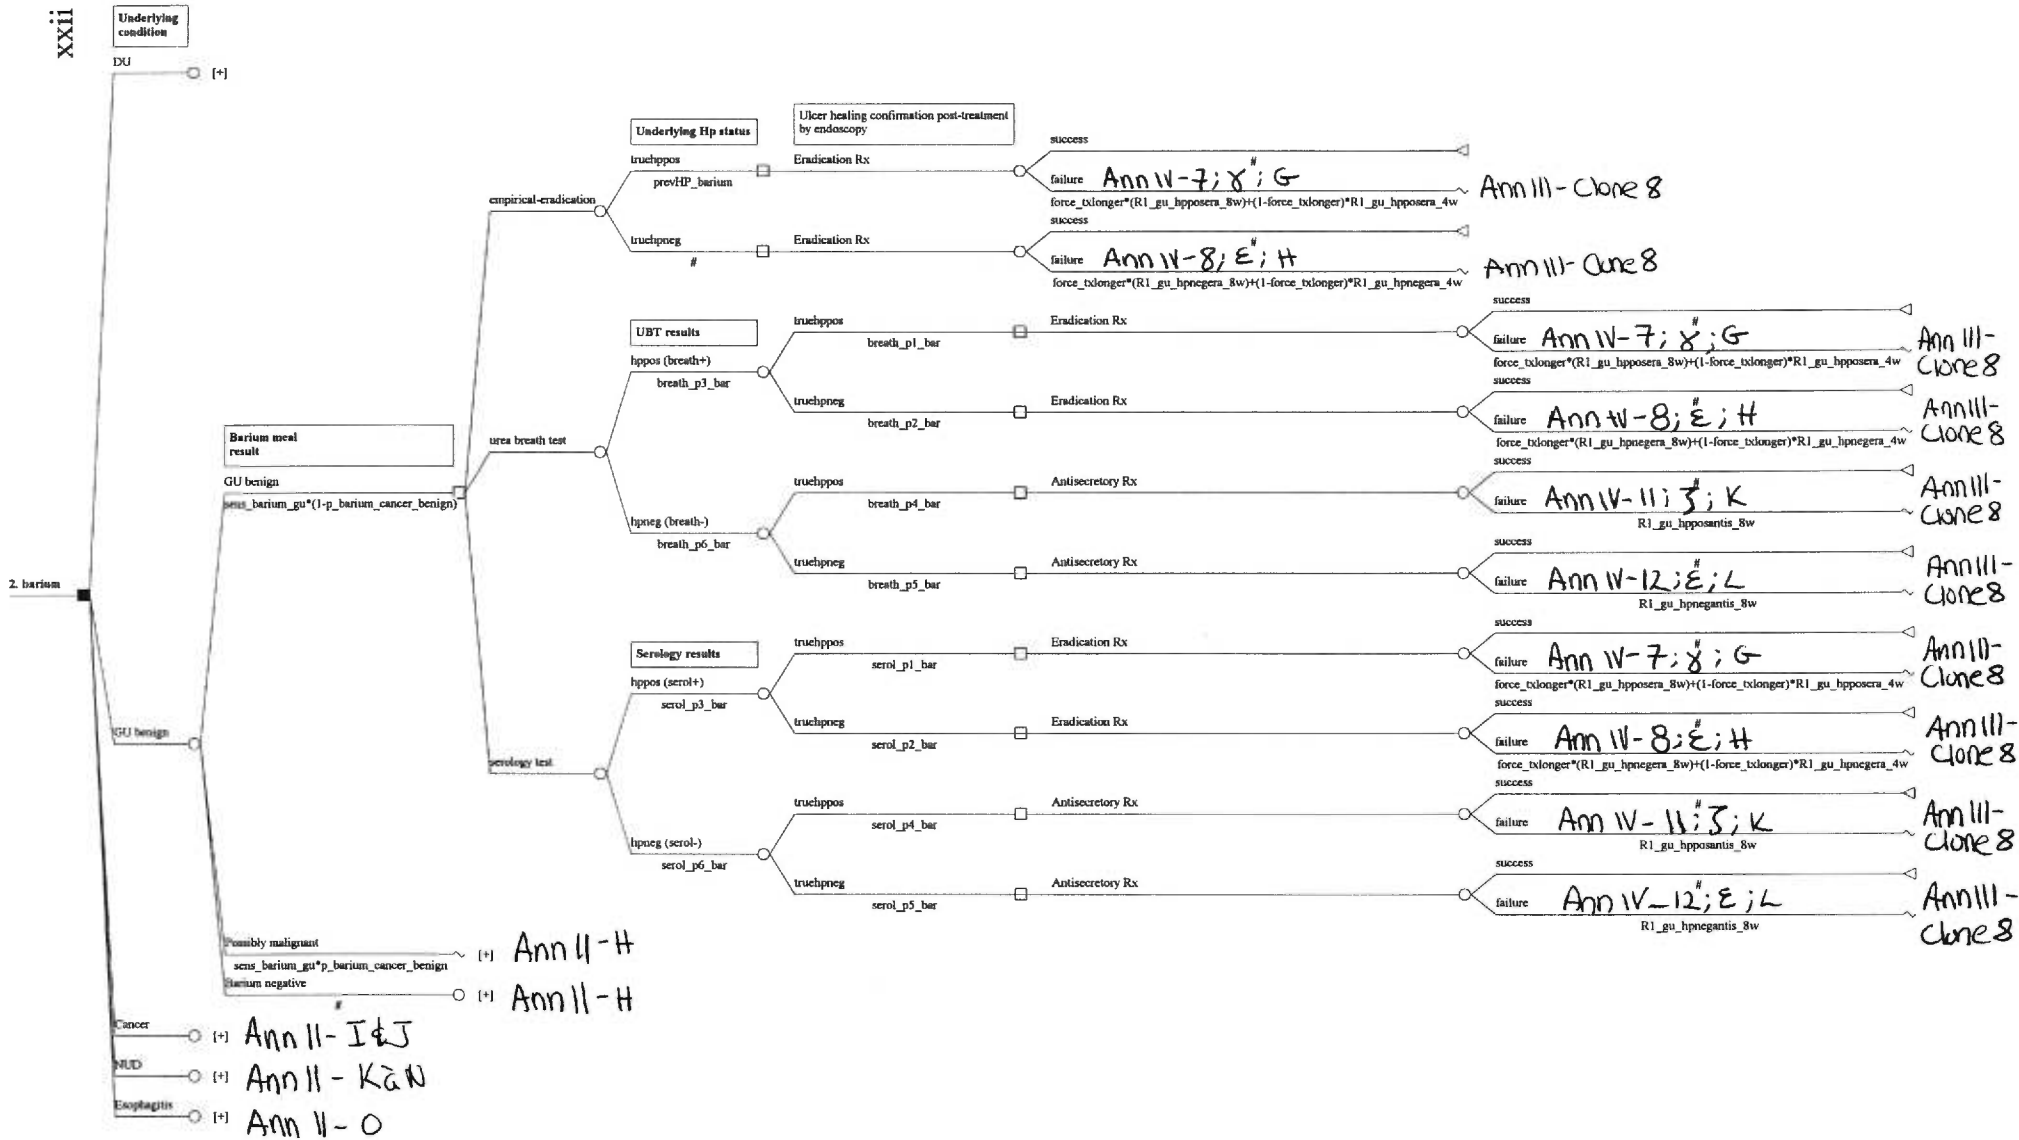 xxii
Underlying
condition
DU
[+]
Underlying Hp status
Ulcer healing confirmation post-treatment
by endoscopy
empirical-eradication
truehppos
prevHP_barium
Eradication Rx
success
#
failure Ann IV-7; γ; G
force_txlonger*(R1_gu_hpposera_8w)+(1-force_txlonger)*R1_gu_hpposera_4w
Ann III - Clone 8
truehpneg
#
Eradication Rx
success
#
failure Ann IV-8; ε; H
force_txlonger*(R1_gu_hpnegera_8w)+(1-force_txlonger)*R1_gu_hpnegera_4w
Ann III - Clone 8
UBT results
urea breath test
hppos (breath+)
breath_p3_bar
truehppos
breath_p1_bar
Eradication Rx
success
#
failure Ann IV-7; γ; G
force_txlonger*(R1_gu_hpposera_8w)+(1-force_txlonger)*R1_gu_hpposera_4w
Ann III-
Clone 8
truehpneg
breath_p2_bar
Eradication Rx
success
#
failure Ann IV-8; ε; H
force_txlonger*(R1_gu_hpnegera_8w)+(1-force_txlonger)*R1_gu_hpnegera_4w
Ann III-
Clone 8
Barium meal
result
GU benign
sens_barium_gu*(1-p_barium_cancer_benign)
hpneg (breath-)
breath_p6_bar
truehppos
breath_p4_bar
Antisecretory Rx
success
#
failure Ann IV-11; ζ; K
R1_gu_hpposantis_8w
Ann III-
Clone 8
truehpneg
breath_p5_bar
Antisecretory Rx
success
#
failure Ann IV-12; ε; L
R1_gu_hpnegantis_8w
Ann III-
Clone 8
2. barium
Serology results
serology test
hppos (serol+)
serol_p3_bar
truehppos
serol_p1_bar
Eradication Rx
success
#
failure Ann IV-7; γ; G
force_txlonger*(R1_gu_hpposera_8w)+(1-force_txlonger)*R1_gu_hpposera_4w
Ann III-
Clone 8
truehpneg
serol_p2_bar
Eradication Rx
success
#
failure Ann IV-8; ε; H
force_txlonger*(R1_gu_hpnegera_8w)+(1-force_txlonger)*R1_gu_hpnegera_4w
Ann III-
Clone 8
GU benign
hpneg (serol-)
serol_p6_bar
truehppos
serol_p4_bar
Antisecretory Rx
success
#
failure Ann IV-11; ζ; K
R1_gu_hpposantis_8w
Ann III-
Clone 8
truehpneg
serol_p5_bar
Antisecretory Rx
success
#
failure Ann IV-12; ε; L
R1_gu_hpnegantis_8w
Ann III-
Clone 8
Possibly malignant
sens_barium_gu*p_barium_cancer_benign
[+] Ann II-H
Barium negative
#
[+] Ann II-H
Cancer
[+] Ann II- I & J
NUD
[+] Ann II - K à N
Esophagitis
[+] Ann II- O